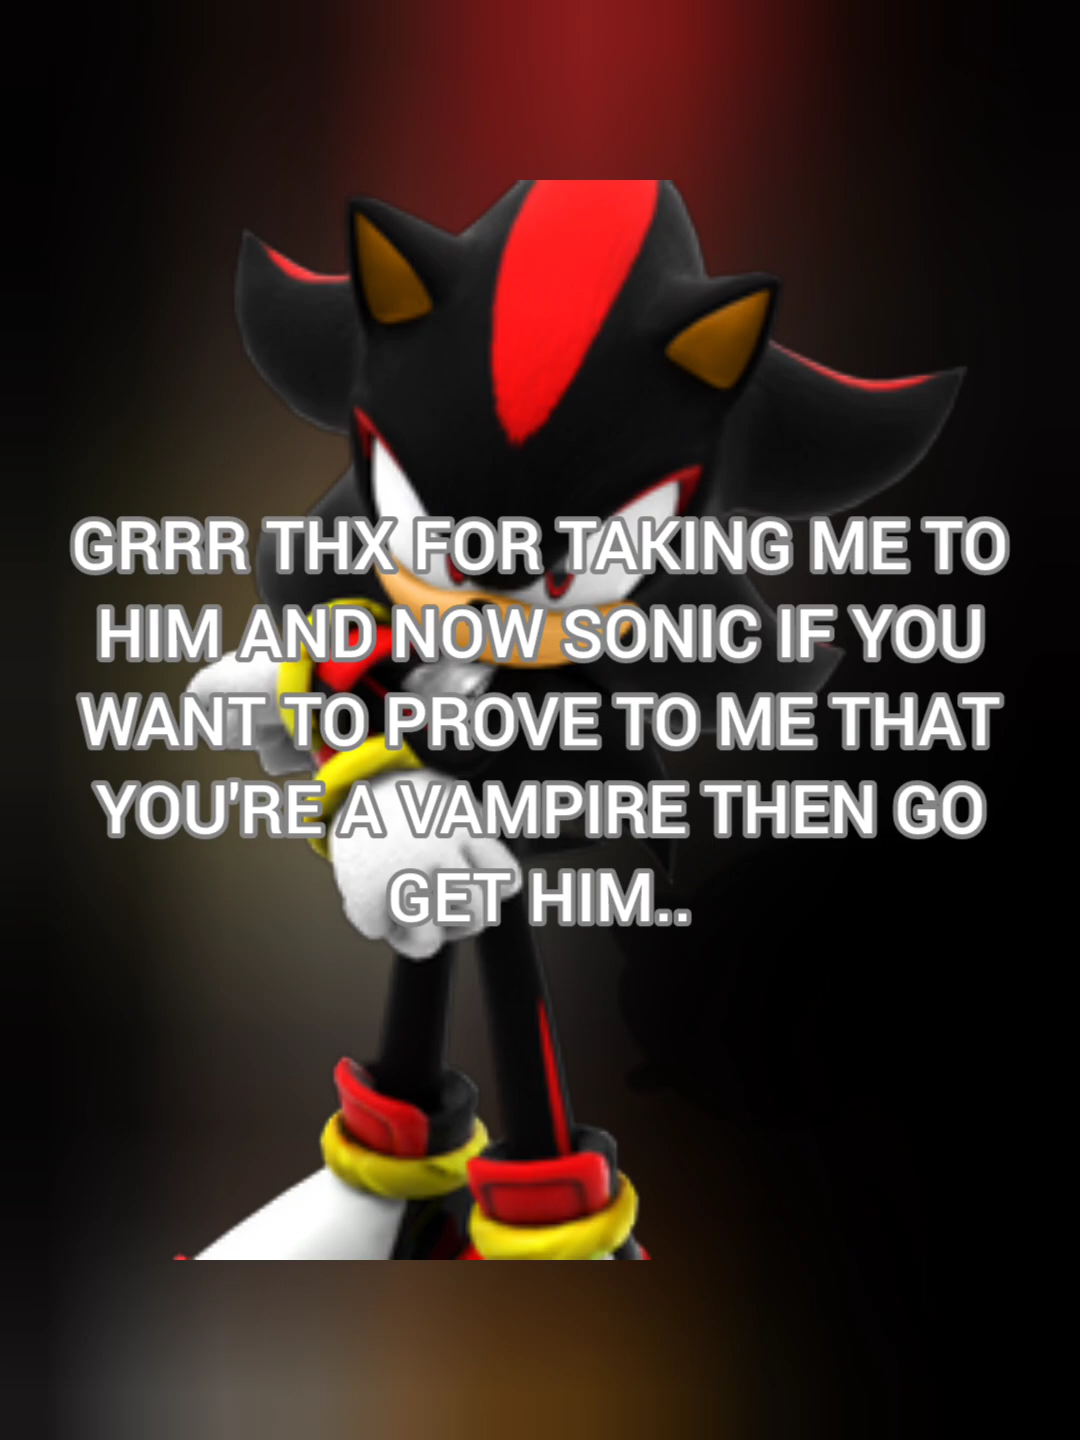 GRRR THX FOR TAKING ME TO
HIM AND NOW SONIC IF YOU
WANT TO PROVE TO ME THAT
YOU'RE A VAMPIRE THEN GO
GET HIM..